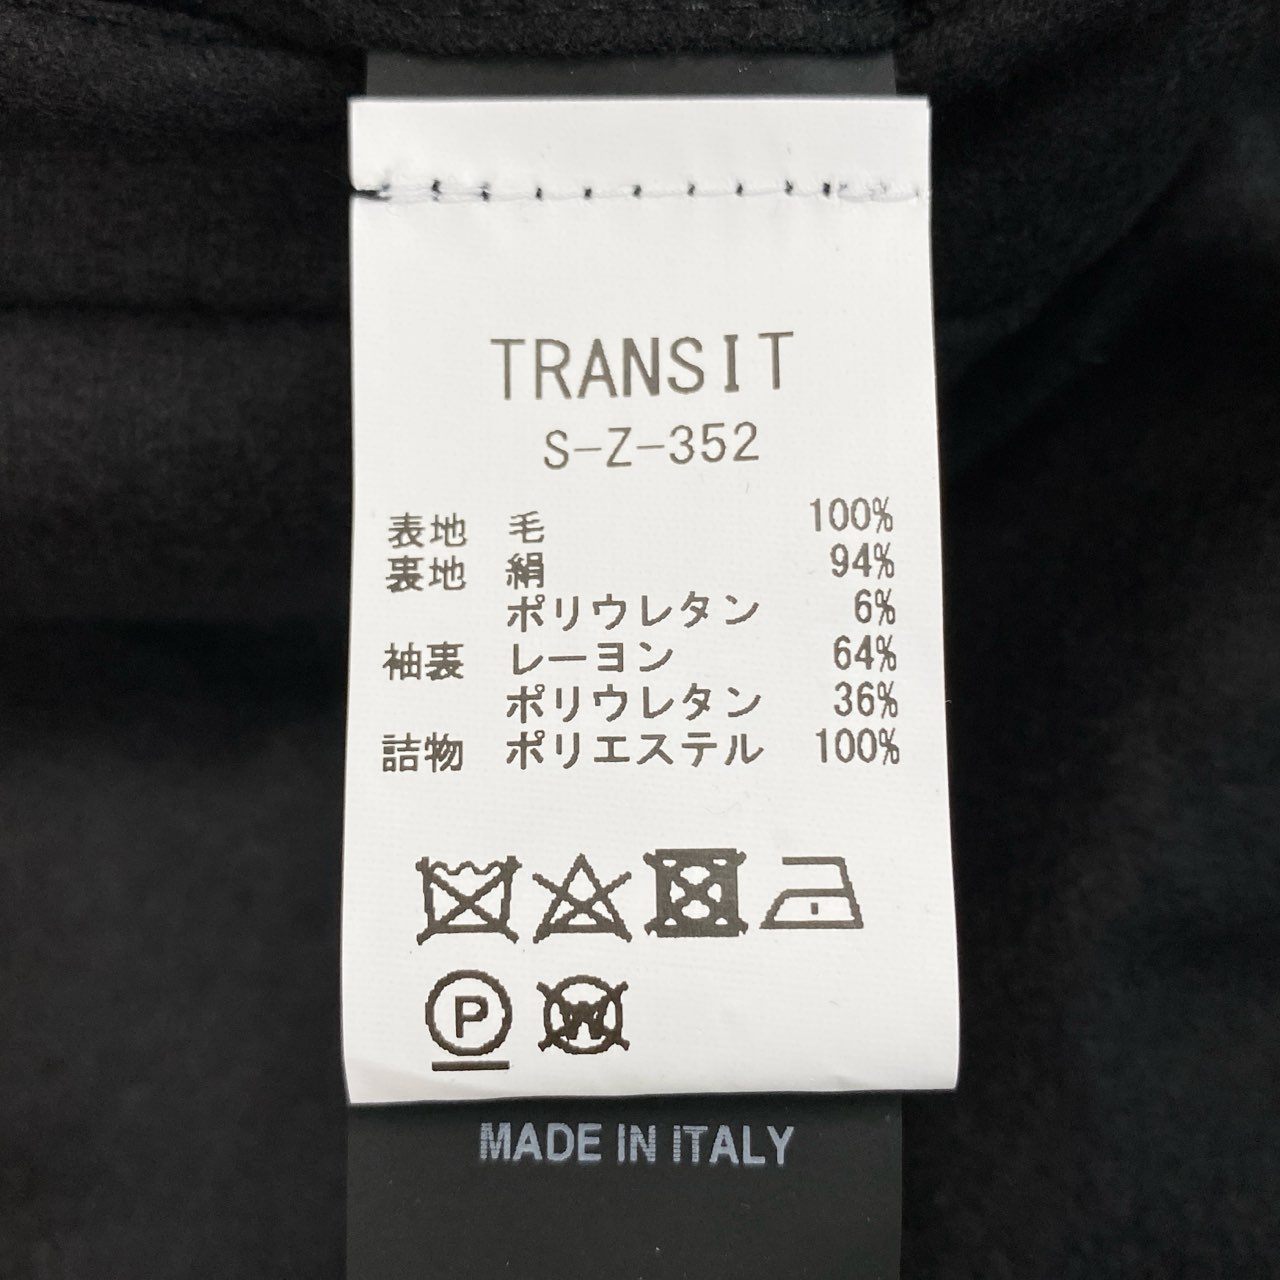 TRANSIT
S-Z-352
表地 毛 100%
裏地 絹 94%
ポリウレタン 6%
袖裏 レーヨン 64%
ポリウレタン 36%
詰物 ポリエステル 100%
P
W
MADE IN iTALY